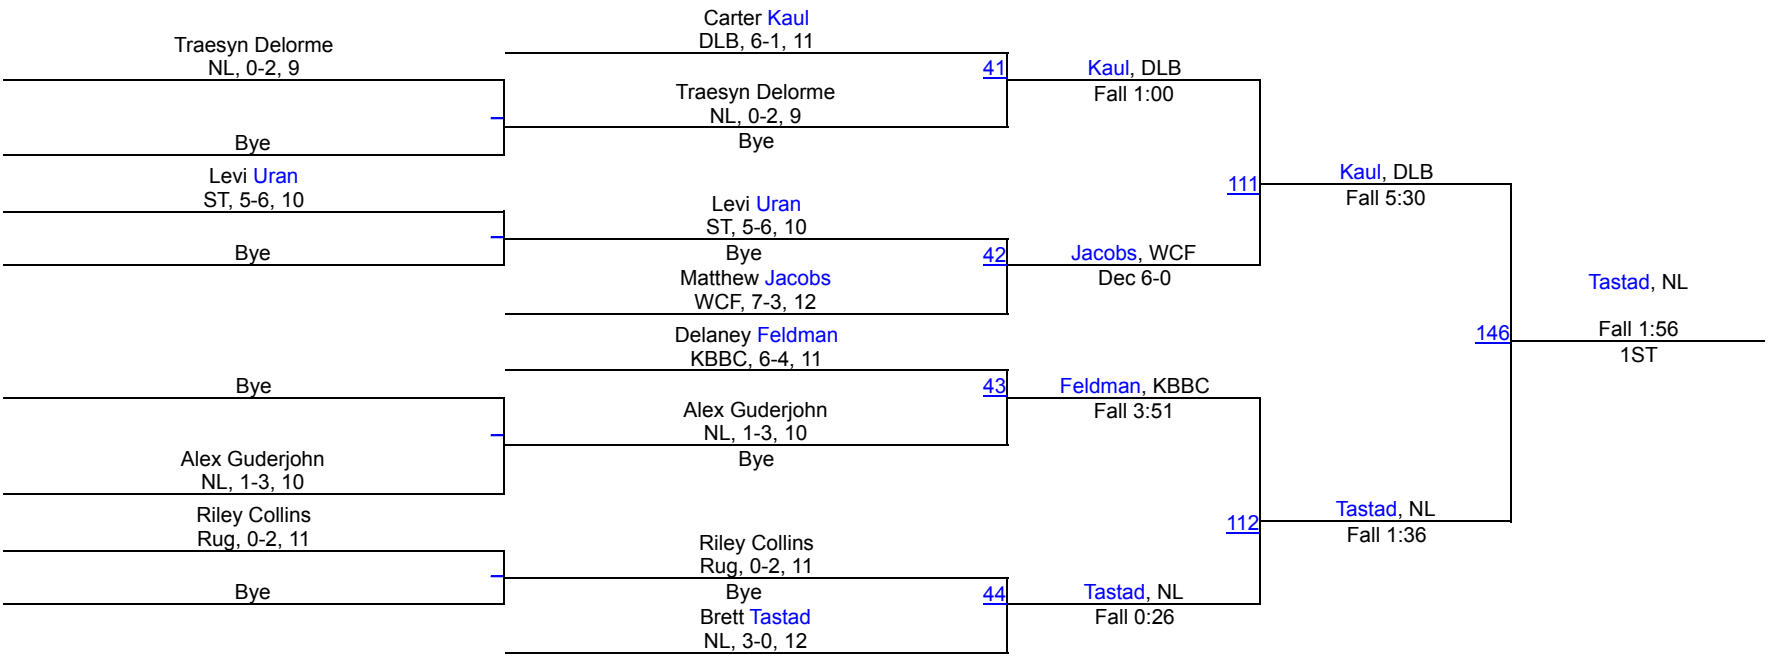 Traesyn Delorme
NL, 0-2, 9
Bye
Levi Uran
ST, 5-6, 10
Bye
Bye
Alex Guderjohn
NL, 1-3, 10
Riley Collins
Rug, 0-2, 11
Bye
Carter Kaul
DLB, 6-1, 11
41
Traesyn Delorme
NL, 0-2, 9
Bye
Levi Uran
ST, 5-6, 10
Bye
42
Matthew Jacobs
WCF, 7-3, 12
Delaney Feldman
KBBC, 6-4, 11
43
Alex Guderjohn
NL, 1-3, 10
Bye
Riley Collins
Rug, 0-2, 11
Bye
44
Brett Tastad
NL, 3-0, 12
Kaul, DLB
Fall 1:00
111
Jacobs, WCF
Dec 6-0
Feldman, KBBC
Fall 3:51
112
Tastad, NL
Fall 0:26
Kaul, DLB
Fall 5:30
146
Tastad, NL
Fall 1:36
Tastad, NL
Fall 1:56
1ST